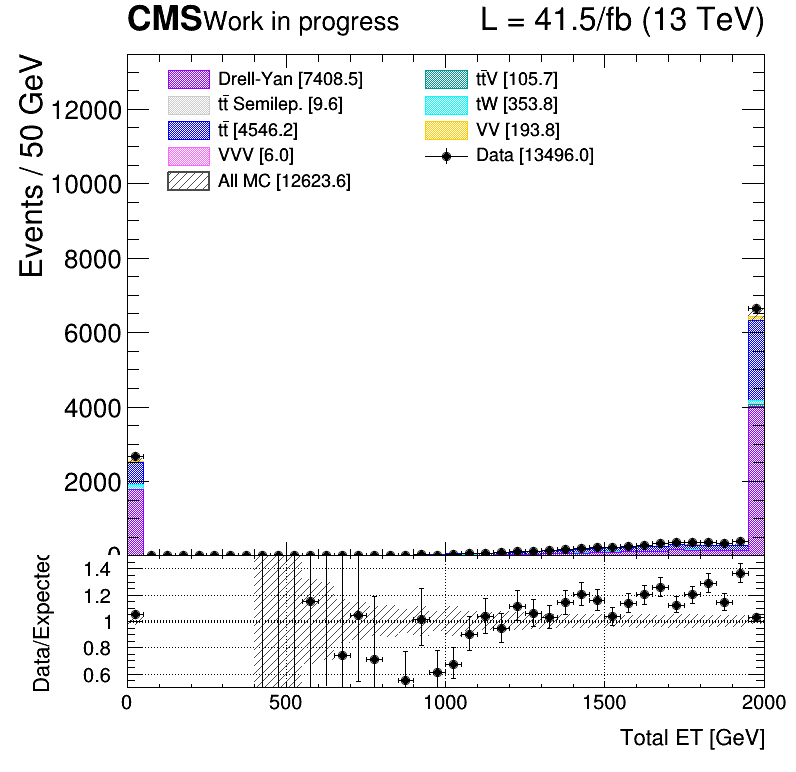 CMS Work in progress L = 41.5/fb (13 TeV)
Drell-Yan [7408.5] tt̄V [105.7]
tt̄ Semilep. [9.6] tW [353.8]
tt̄ [4546.2] VV [193.8]
VVV [6.0] Data [13496.0]
All MC [12623.6]
Events / 50 GeV
12000
10000
8000
6000
4000
2000
0
Data/Expected
1.4
1.2
1
0.8
0.6
0 500 1000 1500 2000
Total ET [GeV]